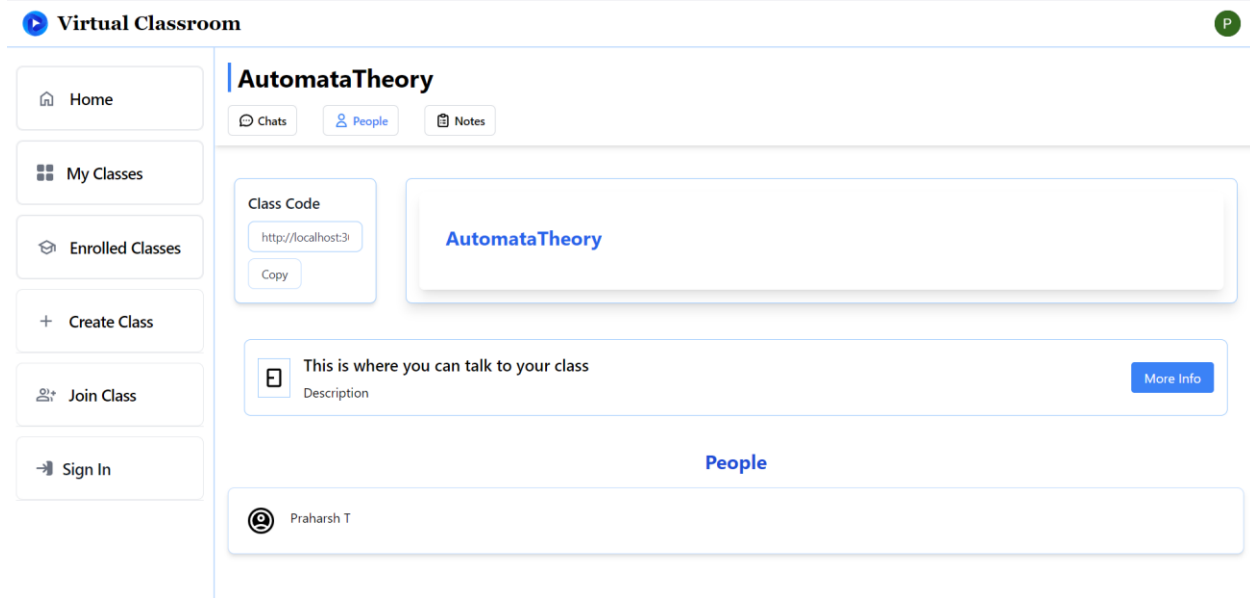 Virtual Classroom
P
Home
My Classes
Enrolled Classes
Create Class
Join Class
Sign In
AutomataTheory
Chats
People
Notes
Class Code
http://localhost:3
Copy
AutomataTheory
This is where you can talk to your class
Description
More Info
People
Praharsh T